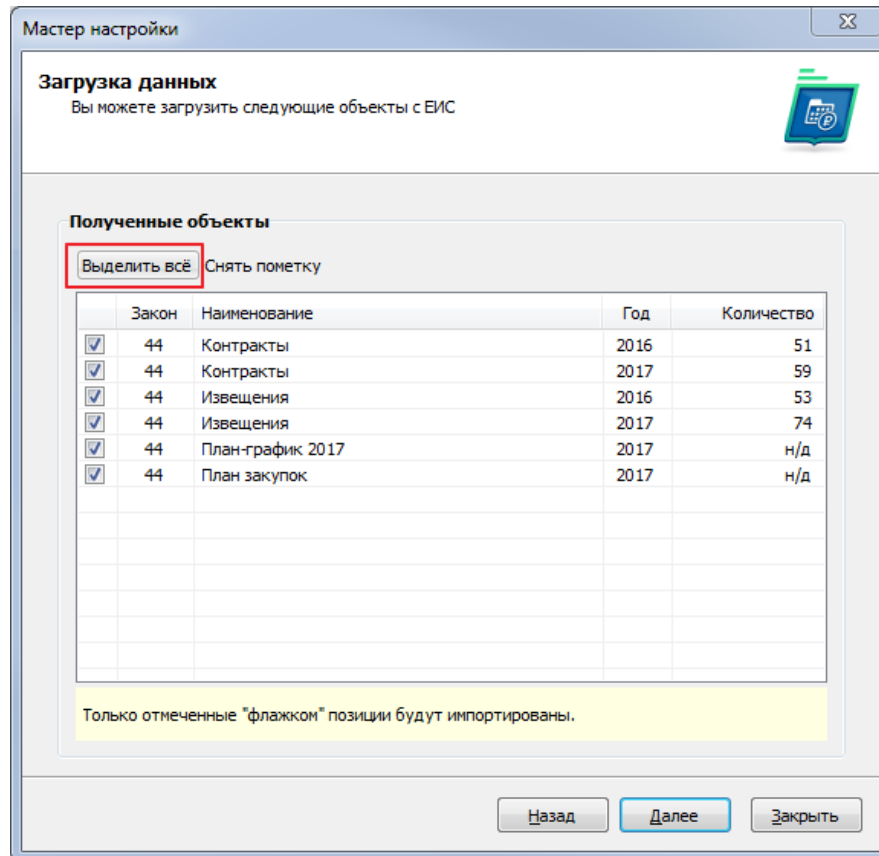 Мастер настройки
Загрузка данных
Вы можете загрузить следующие объекты с ЕИС
Полученные объекты
Выделить всё Снять пометку
Закон Наименование Год Количество
44 Контракты 2016 51
44 Контракты 2017 59
44 Извещения 2016 53
44 Извещения 2017 74
44 План-график 2017 2017 н/д
44 План закупок 2017 н/д
Только отмеченные "флажком" позиции будут импортированы.
Назад Далее Закрыть